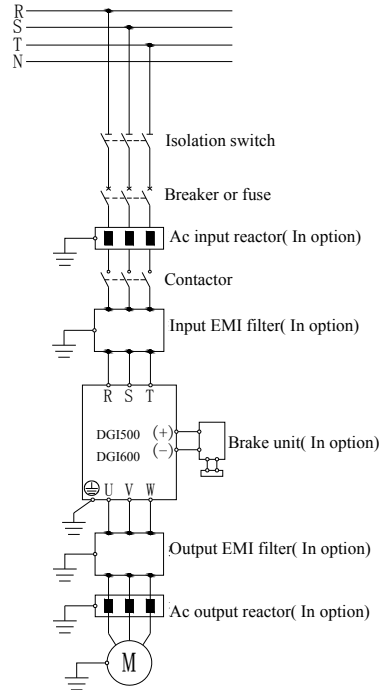 R
S
T
N
Isolation switch
Breaker or fuse
Ac input reactor( In option)
Contactor
Input EMI filter( In option)
R S T
DGI500 (+)
DGI600 (−)
Brake unit( In option)
U V W
Output EMI filter( In option)
Ac output reactor( In option)
M